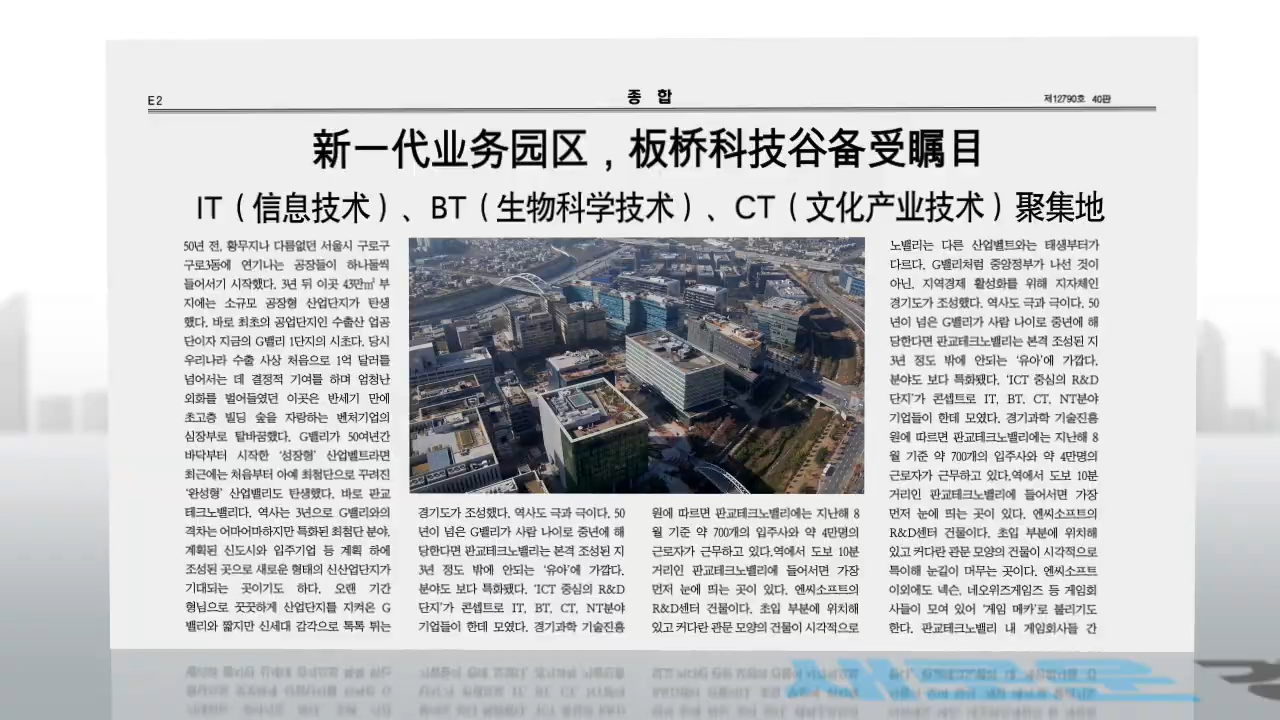 E2
종 합
제12790호 40판
新一代业务园区，板桥科技谷备受瞩目
IT（信息技术）、BT（生物科学技术）、CT（文化产业技术）聚集地
50년 전, 황무지나 다름없던 서울시 구로구
구로3동에 연기나는 공장들이 하나둘씩
들어서기 시작했다. 3년 뒤 이곳 43만㎡ 부
지에는 소규모 공장형 산업단지가 탄생
했다. 바로 최초의 공업단지인 수출산 업공
단이자 지금의 G밸리 1단지의 시초다. 당시
우리나라 수출 사상 처음으로 1억 달러를
넘어서는 데 결정적 기여를 하며 엄청난
외화를 벌어들였던 이곳은 반세기 만에
초고층 빌딩 숲을 자랑하는 벤처기업의
심장부로 탈바꿈했다. G밸리가 50여년간
바닥부터 시작한 '성장형' 산업벨트라면
최근에는 처음부터 아예 최첨단으로 꾸려진
'완성형' 산업밸리도 탄생했다. 바로 판교
테크노밸리다. 역사는 3년으로 G밸리와의
격차는 어마어마하지만 특화된 최첨단 분야.
계획된 신도시와 입주기업 등 계획 하에
조성된 곳으로 새로운 형태의 신산업단지가
기대되는 곳이기도 하다. 오랜 기간
형님으로 꿋꿋하게 산업단지를 지켜온 G
밸리와 짧지만 신세대 감각으로 톡톡 튀는
경기도가 조성했다. 역사도 극과 극이다. 50
년이 넘은 G밸리가 사람 나이로 중년에 해
당한다면 판교테크노밸리는 본격 조성된 지
3년 정도 밖에 안되는 '유아'에 가깝다.
분야도 보다 특화됐다. 'ICT 중심의 R&D
단지'가 콘셉트로 IT, BT, CT, NT분야
기업들이 한데 모였다. 경기과학 기술진흥
원에 따르면 판교테크노밸리에는 지난해 8
월 기준 약 700개의 입주사와 약 4만명의
근로자가 근무하고 있다.역에서 도보 10분
거리인 판교테크노밸리에 들어서면 가장
먼저 눈에 띄는 곳이 있다. 엔씨소프트의
R&D센터 건물이다. 초입 부분에 위치해
있고 커다란 관문 모양의 건물이 시각적으로
노밸리는 다른 산업벨트와는 태생부터가
다르다. G밸리처럼 중앙정부가 나선 것이
아닌. 지역경제 활성화를 위해 지자체인
경기도가 조성했다. 역사도 극과 극이다. 50
년이 넘은 G밸리가 사람 나이로 중년에 해
당한다면 판교테크노밸리는 본격 조성된 지
3년 정도 밖에 안되는 '유아'에 가깝다.
분야도 보다 특화됐다. 'ICT 중심의 R&D
단지'가 콘셉트로 IT, BT, CT, NT분야
기업들이 한데 모였다. 경기과학 기술진흥
원에 따르면 판교테크노밸리에는 지난해 8
월 기준 약 700개의 입주사와 약 4만명의
근로자가 근무하고 있다.역에서 도보 10분
거리인 판교테크노밸리에 들어서면 가장
먼저 눈에 띄는 곳이 있다. 엔씨소프트의
R&D센터 건물이다. 초입 부분에 위치해
있고 커다란 관문 모양의 건물이 시각적으로
특이해 눈길이 머무는 곳이다. 엔씨소프트
이외에도 넥슨, 네오위즈게임즈 등 게임회
사들이 모여 있어 '게임 메카'로 불리기도
한다. 판교테크노밸리 내 게임회사들 간